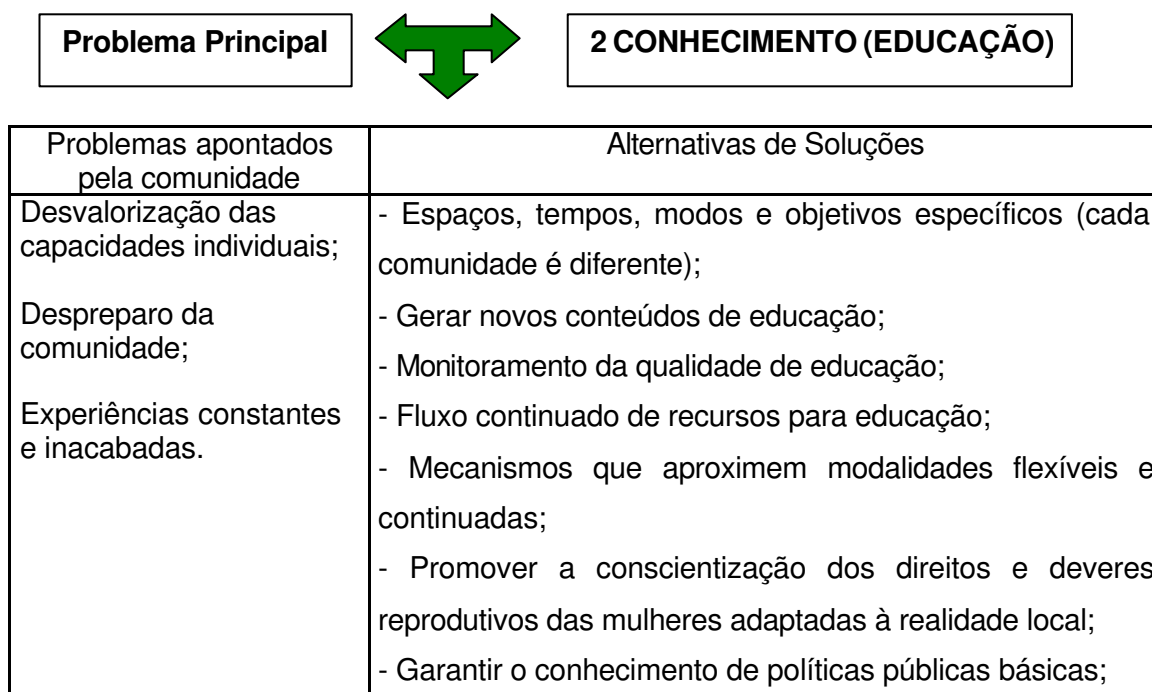 Problema Principal
2 CONHECIMENTO (EDUCAÇÃO)
Problemas apontados
pela comunidade
Alternativas de Soluções
Desvalorização das
capacidades individuais;
Despreparo da
comunidade;
Experiências constantes
e inacabadas.
- Espaços, tempos, modos e objetivos específicos (cada
comunidade é diferente);
- Gerar novos conteúdos de educação;
- Monitoramento da qualidade de educação;
- Fluxo continuado de recursos para educação;
- Mecanismos que aproximem modalidades flexíveis e
continuadas;
- Promover a conscientização dos direitos e deveres
reprodutivos das mulheres adaptadas à realidade local;
- Garantir o conhecimento de políticas públicas básicas;